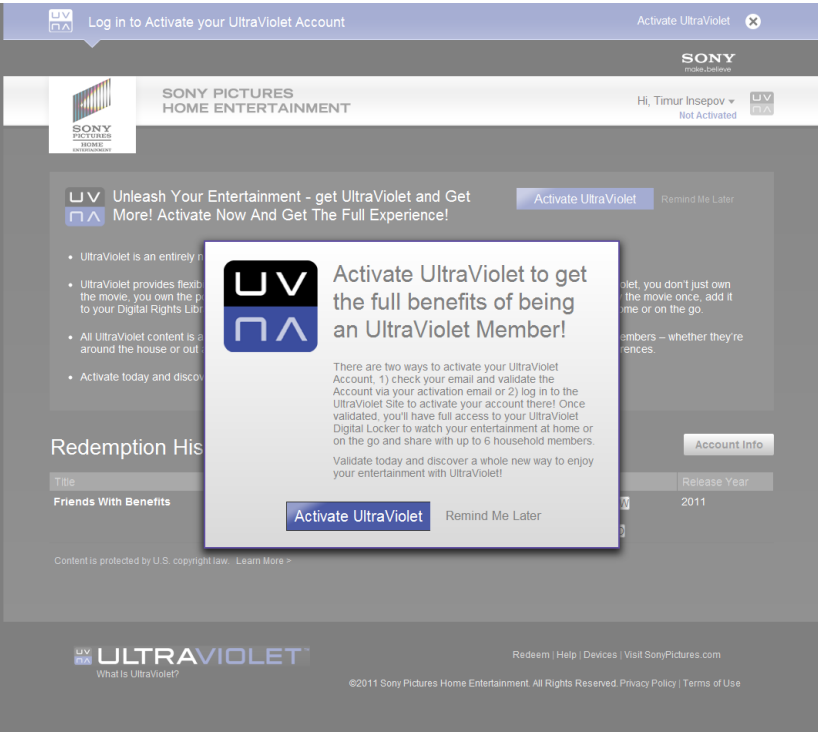 UV
Log in to Activate your UltraViolet Account
Activate UltraViolet
SONY
make.believe
SONY PICTURES
HOME ENTERTAINMENT
Hi, Timur Insepov
Not Activated
SONY
PICTURES
HOME
ENTERTAINMENT
Unleash Your Entertainment - get UltraViolet and Get
More! Activate Now And Get The Full Experience!
Activate UltraViolet
Remind Me Later
• UltraViolet is an entirely
• UltraViolet provides
you don't just own
the movie, you own the
the movie once, add it
to your Digital Rights
or on the go.
• All UltraViolet content is
– whether they're
around the house or out
• Activate today and
UV
Activate UltraViolet to get
the full benefits of being
an UltraViolet Member!
There are two ways to activate your UltraViolet
Account, 1) check your email and validate the
Account via your activation email or 2) log in to the
UltraViolet Site to activate your account there! Once
validated, you'll have full access to your UltraViolet
Digital Locker to watch your entertainment at home or
on the go and share with up to 6 household members.
Validate today and discover a whole new way to enjoy
your entertainment with UltraViolet!
Activate UltraViolet
Remind Me Later
Redemption His
Account Info
Title
Release Year
Friends With Benefits
2011
Content is protected by U.S. copyright law. Learn More >
ULTRAVIOLET™
What Is UltraViolet?
Redeem | Help | Devices | Visit SonyPictures.com
©2011 Sony Pictures Home Entertainment. All Rights Reserved. Privacy Policy | Terms of Use